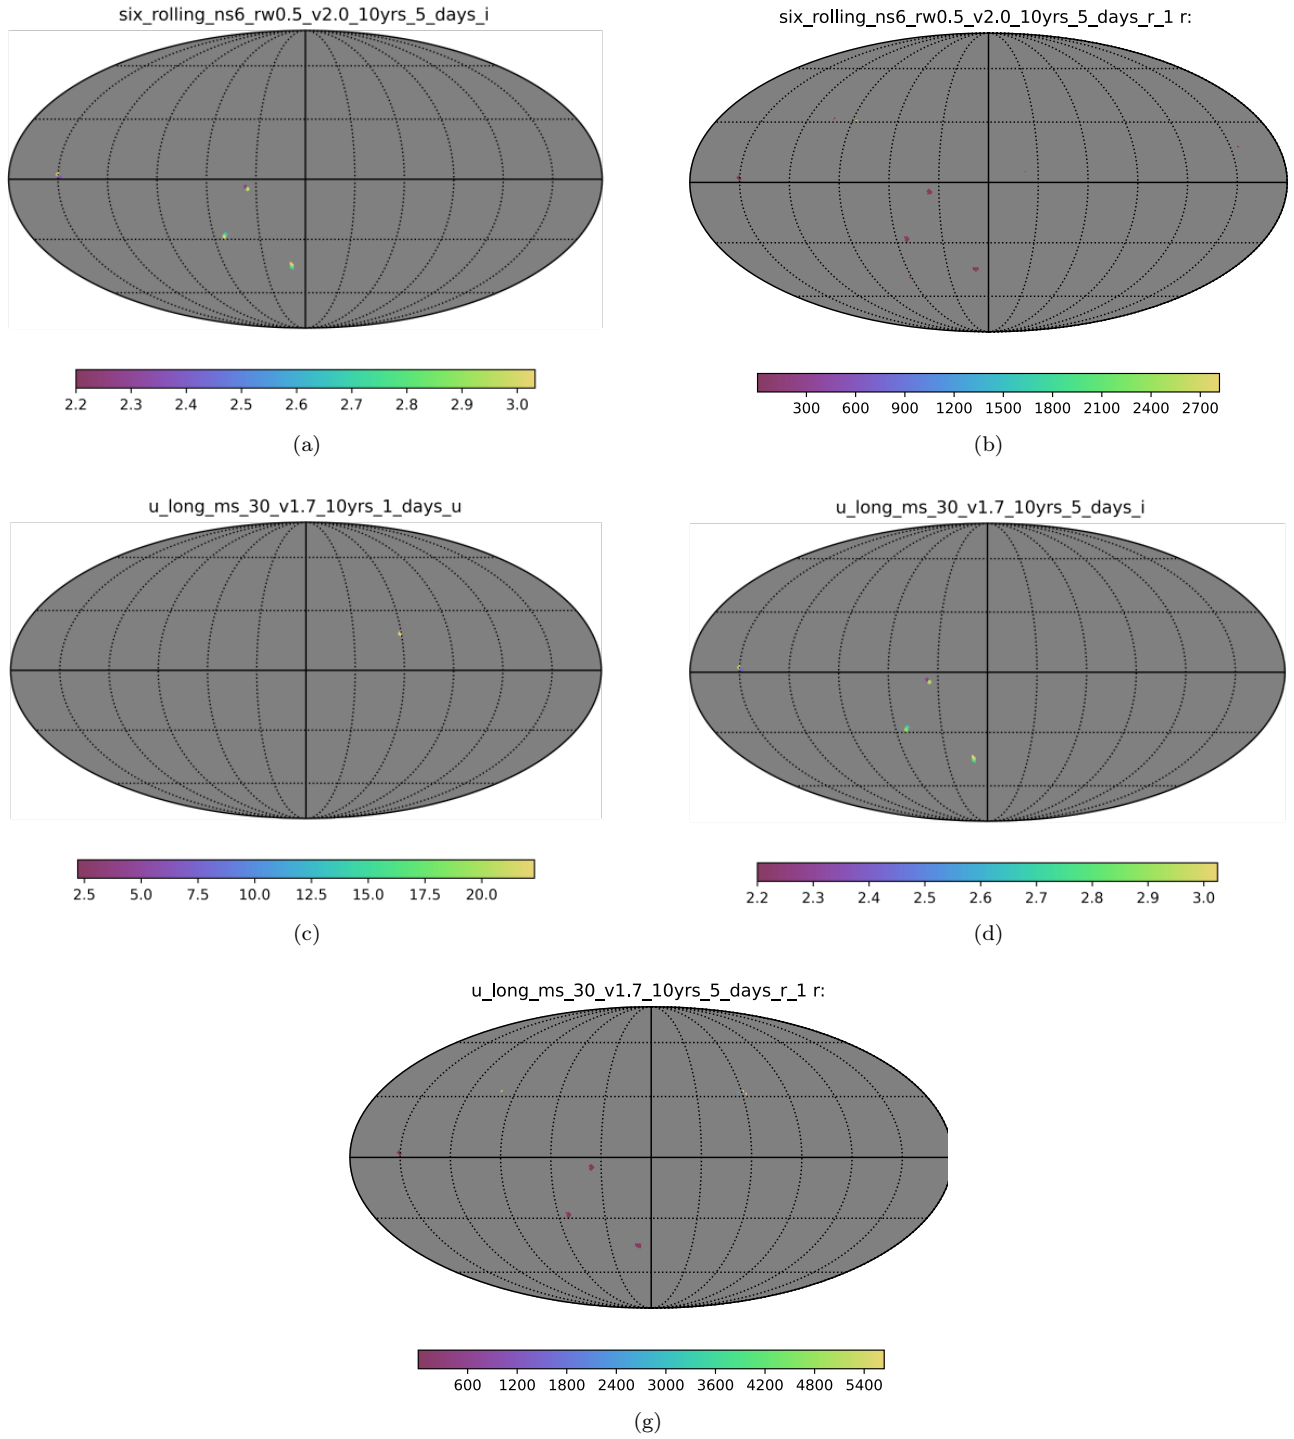 six_rolling_ns6_rw0.5_v2.0_10yrs_5_days_i
six_rolling_ns6_rw0.5_v2.0_10yrs_5_days_r_1 r:
2.2 2.3 2.4 2.5 2.6 2.7 2.8 2.9 3.0
300 600 900 1200 1500 1800 2100 2400 2700
(a)
(b)
u_long_ms_30_v1.7_10yrs_1_days_u
u_long_ms_30_v1.7_10yrs_5_days_i
2.5 5.0 7.5 10.0 12.5 15.0 17.5 20.0
2.2 2.3 2.4 2.5 2.6 2.7 2.8 2.9 3.0
(c)
(d)
u_long_ms_30_v1.7_10yrs_5_days_r_1 r:
600 1200 1800 2400 3000 3600 4200 4800 5400
(g)